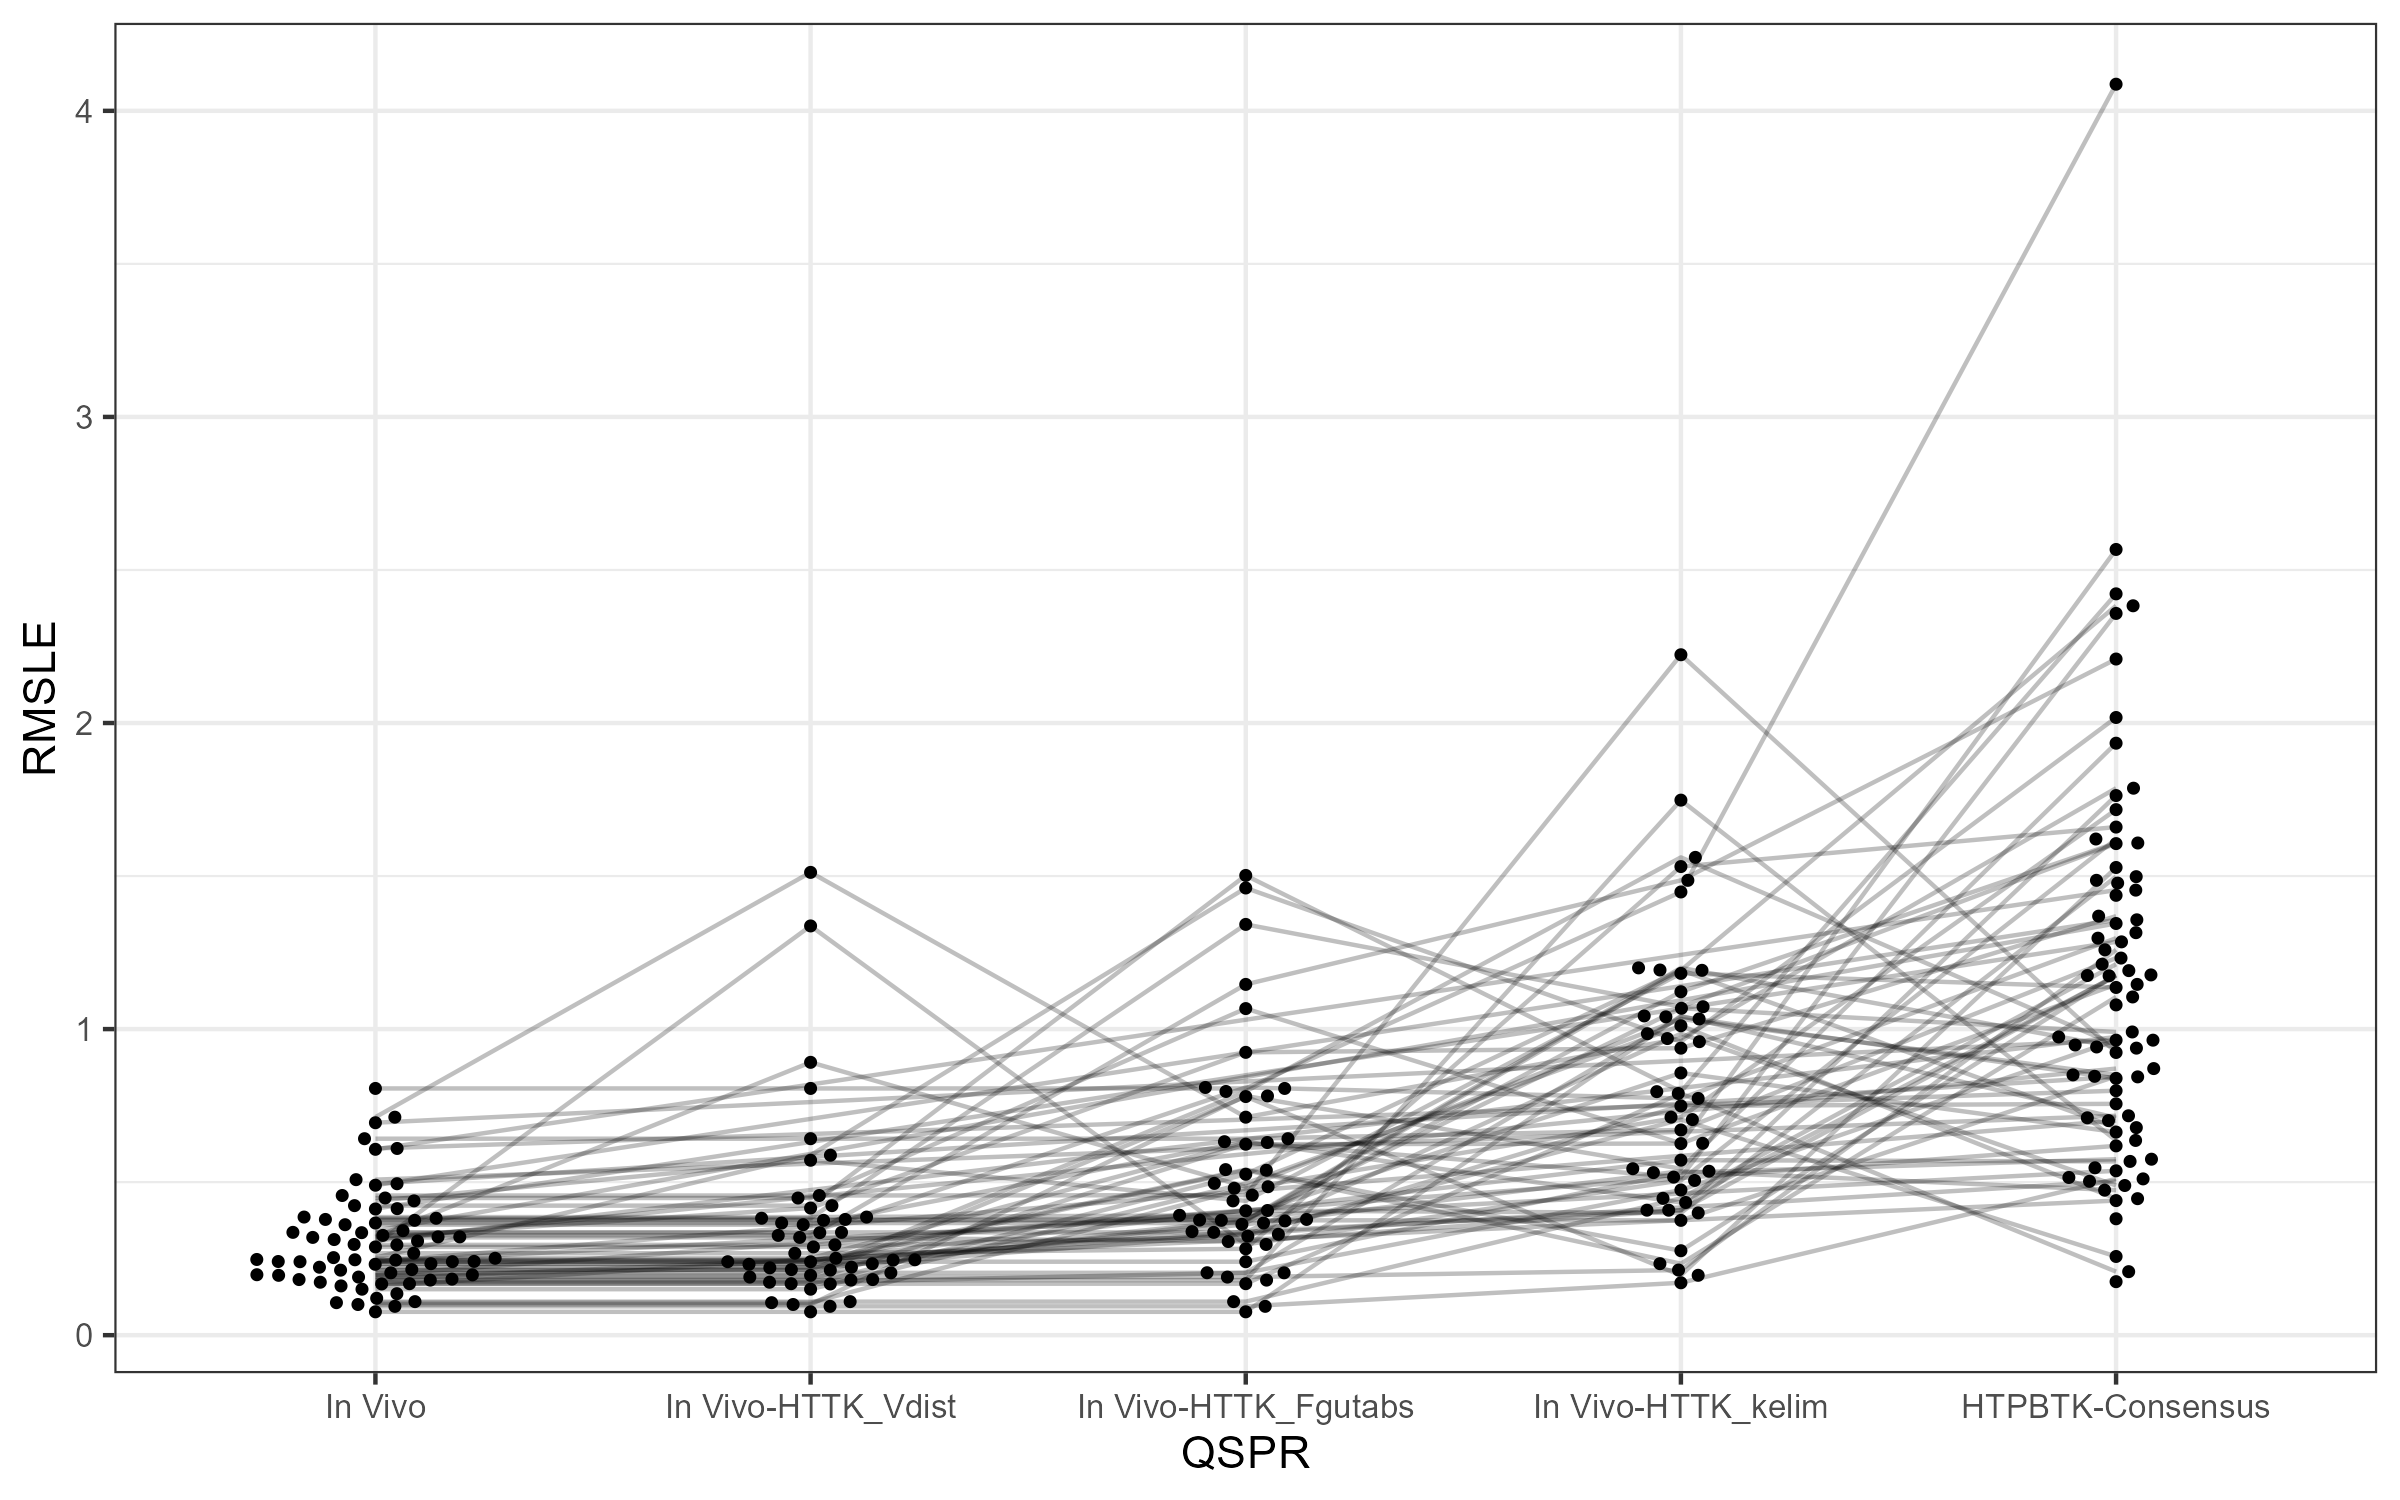 4
3
2
1
0
RMSLE
In Vivo
In Vivo-HTTK_Vdist
In Vivo-HTTK_Fgutabs
In Vivo-HTTK_kelim
HTPBTK-Consensus
QSPR